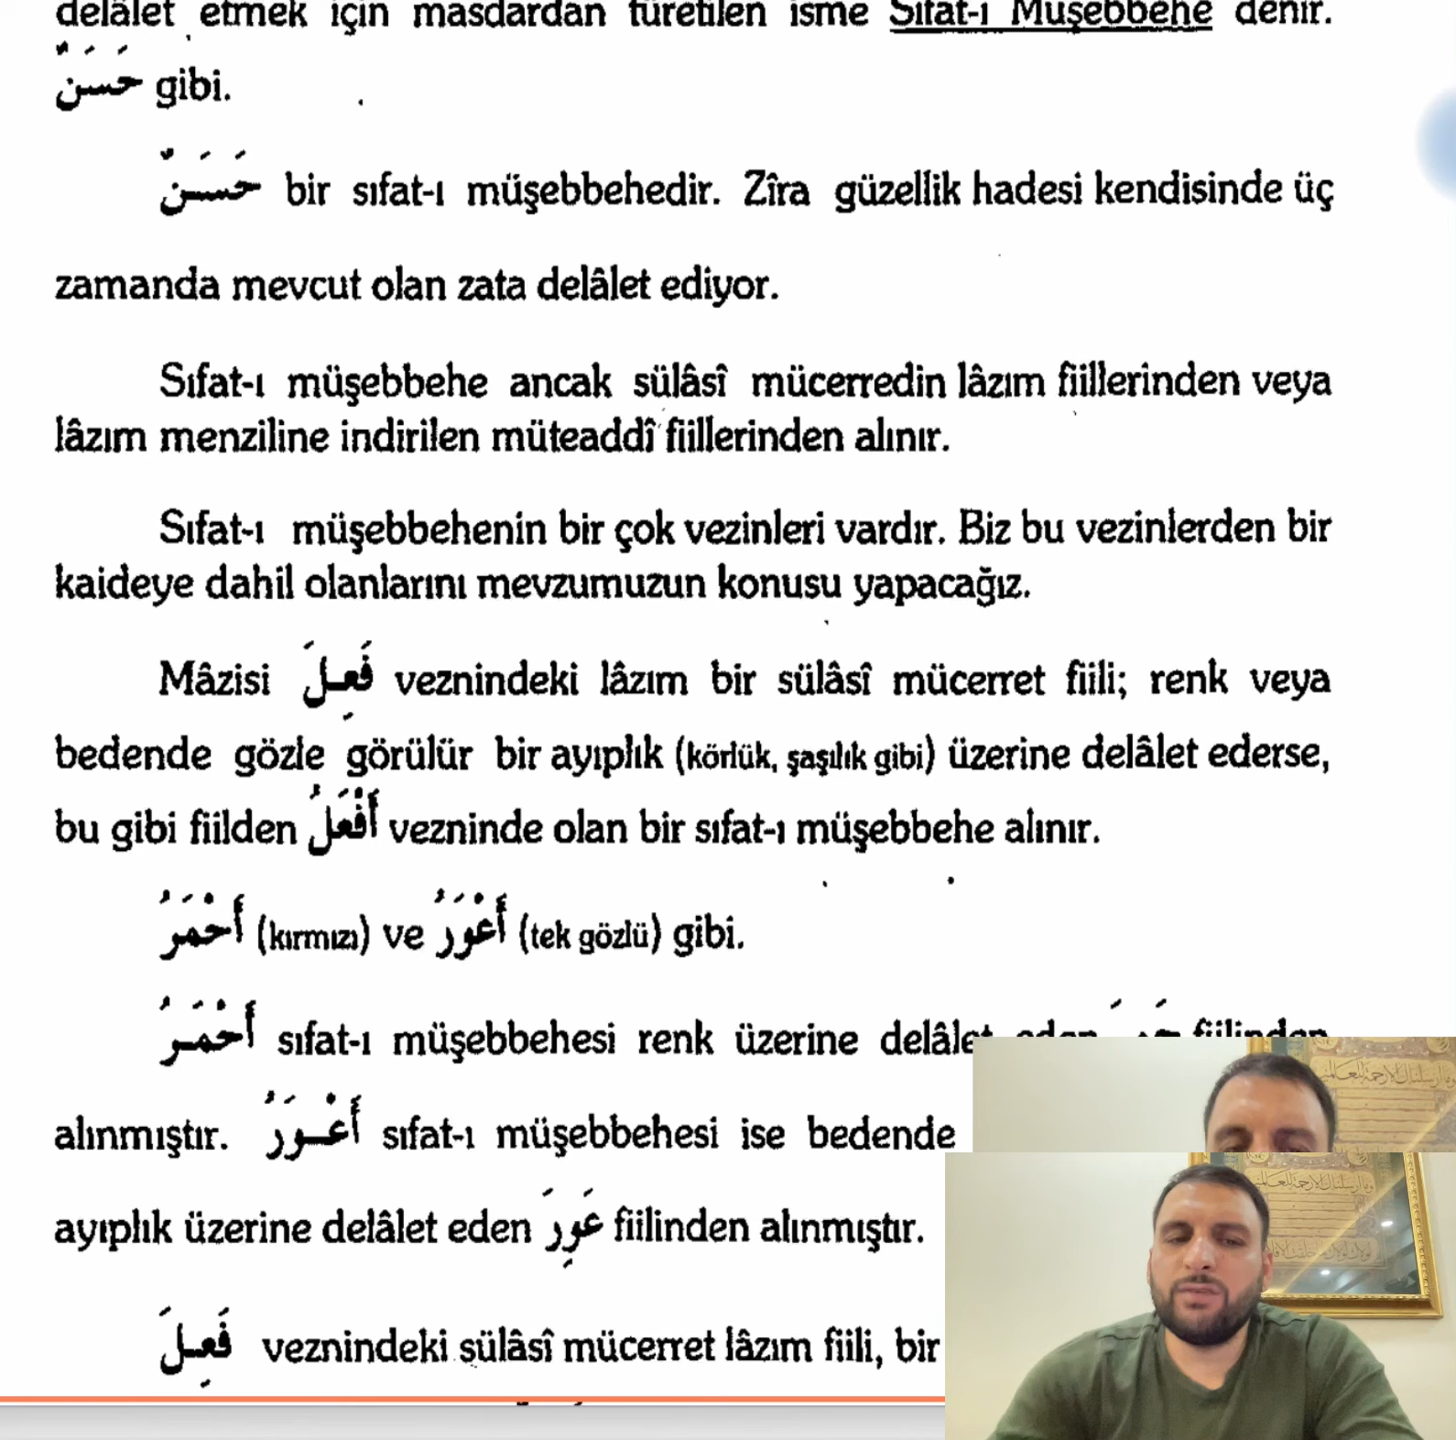 delâlet etmek için masdardan türetilen isme Sıfat-ı Müşebbehe denir.
حَسَنٌ gibi.
حَسَنٌ bir sıfat-ı müşebbehedir. Zîra güzellik hadesi kendisinde üç
zamanda mevcut olan zata delâlet ediyor.
Sıfat-ı müşebbehe ancak sülâsî mücerredin lâzım fiillerinden veya
lâzım menziline indirilen müteaddî fiillerinden alınır.
Sıfat-ı müşebbehenin bir çok vezinleri vardır. Biz bu vezinlerden bir
kaideye dahil olanlarını mevzumuzun konusu yapacağız.
Mâzisi فَعِلَ veznindeki lâzım bir sülâsî mücerret fiili; renk veya
bedende gözle görülür bir ayıplık (körlük, şaşılık gibi) üzerine delâlet ederse,
bu gibi fiilden أَفْعَلُ vezninde olan bir sıfat-ı müşebbehe alınır.
أَحْمَرُ (kırmızı) ve أَعْوَرُ (tek gözlü) gibi.
أَحْمَرُ sıfat-ı müşebbehesi renk üzerine delâlet eden fiilinden
alınmıştır. أَعْوَرُ sıfat-ı müşebbehesi ise bedende
ayıplık üzerine delâlet eden عَوِرَ fiilinden alınmıştır.
فَعِلَ veznindeki sülâsî mücerret lâzım fiili, bir